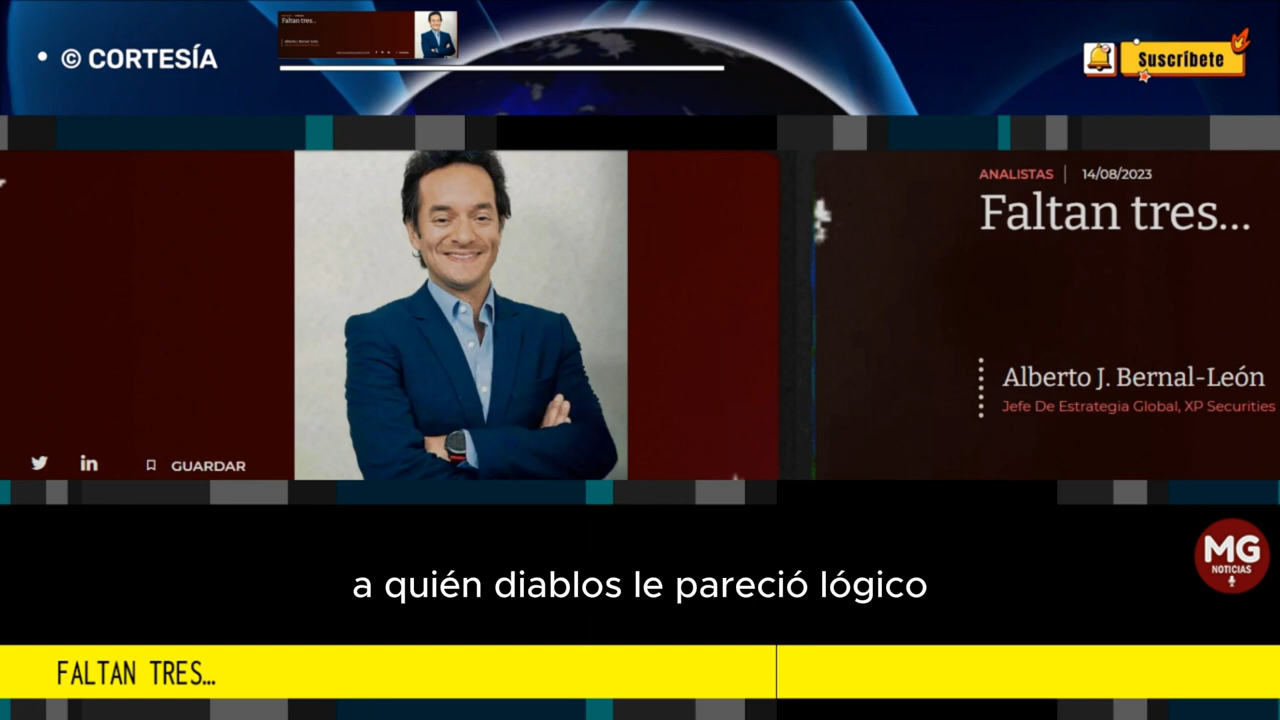 • © CORTESÍA
Faltan tres...
Suscríbete
ANALISTAS | 14/08/2023
Faltan tres...
Alberto J. Bernal-León
Jefe De Estrategia Global, XP Securities
GUARDAR
MG
NOTICIAS
a quién diablos le pareció lógico
FALTAN TRES...